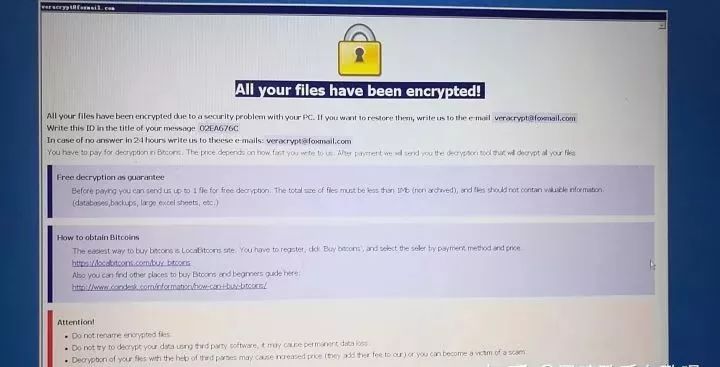 veracrypt@foxmail.com
All your files have been encrypted!
All your files have been encrypted due to a security problem with your PC. If you want to restore them, write us to the e-mail veracrypt@foxmail.com
Write this ID in the title of your message 02EA676C
In case of no answer in 24 hours write us to theese e-mails: veracrypt@foxmail.com
You have to pay for decryption in Bitcoins. The price depends on how fast you write to us. After payment we will send you the decryption tool that will decrypt all your files.
Free decryption as guarantee
Before paying you can send us up to 1 file for free decryption. The total size of files must be less than 1Mb (non archived), and files should not contain valuable information.
(databases,backups, large excel sheets, etc.)
How to obtain Bitcoins
The easiest way to buy bitcoins is LocalBitcoins site. You have to register, click 'Buy bitcoins', and select the seller by payment method and price.
https://localbitcoins.com/buy_bitcoins
Also you can find other places to buy Bitcoins and beginners guide here:
http://www.coindesk.com/information/how-can-i-buy-bitcoins/
Attention!
Do not rename encrypted files.
Do not try to decrypt your data using third party software, it may cause permanent data loss.
Decryption of your files with the help of third parties may cause increased price (they add their fee to our) or you can become a victim of a scam.